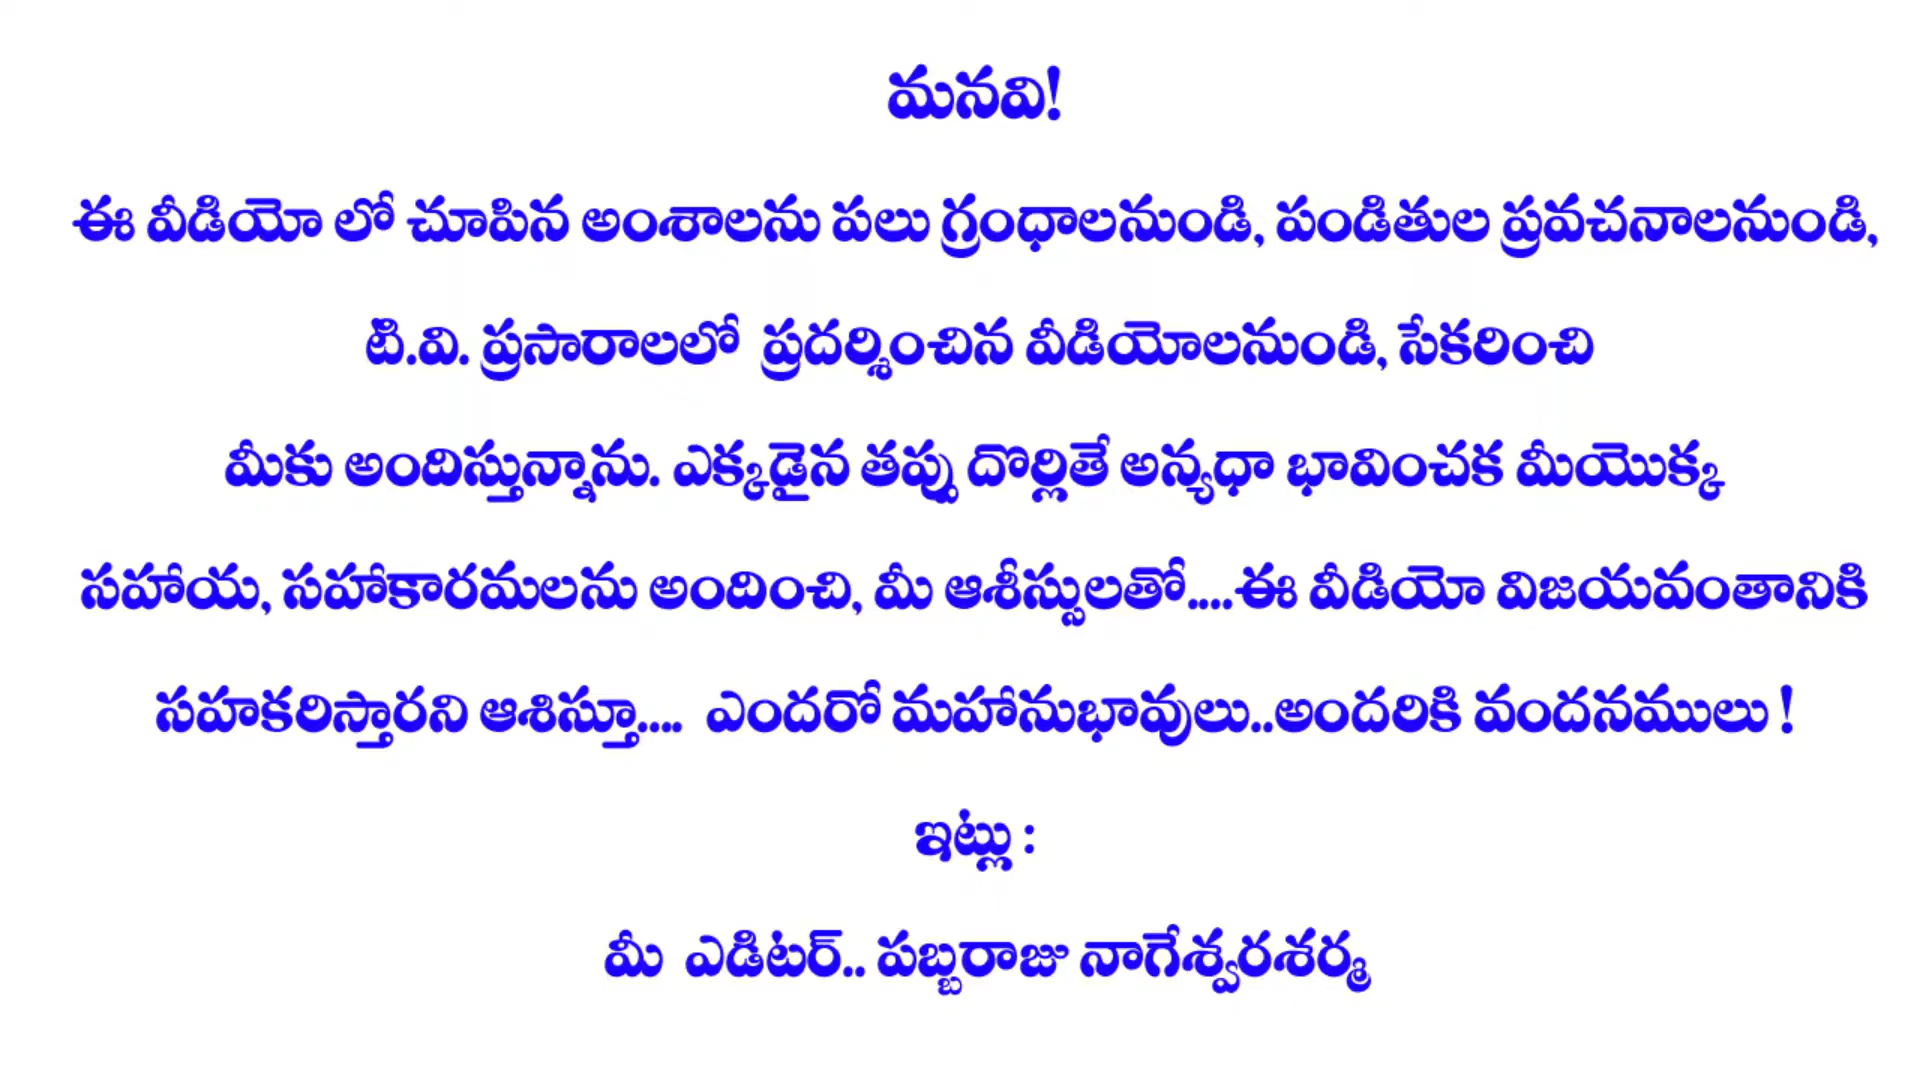 మనవి!
ఈ వీడియో లో చూపిన అంశాలను పలు గ్రంధాలనుండి, పండితుల ప్రవచనాలనుండి,
టి.వి. ప్రసారాలలో ప్రదర్శించిన వీడియోలనుండి, సేకరించి
మీకు అందిస్తున్నాను. ఎక్కడైన తప్పు దొర్లితే అన్యధా భావించక మీయొక్క
సహాయ, సహాకారమలను అందించి, మీ ఆశీస్సులతో....ఈ వీడియో విజయవంతానికి
సహకరిస్తారని ఆశిస్తూ.... ఎందరో మహానుభావులు..అందరికి వందనములు !
ఇట్లు :
మీ ఎడిటర్.. పబ్బరాజు నాగేశ్వరశర్మ